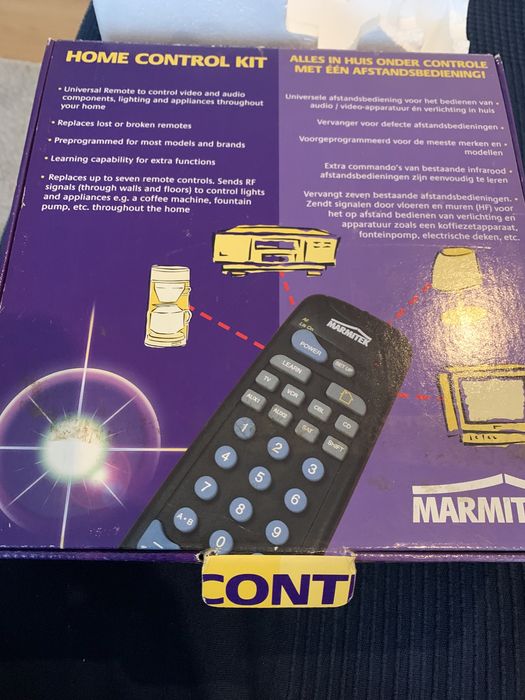 HOME CONTROL KIT
• Universal Remote to control video and audio
components, lighting and appliances throughout
your home
• Replaces lost or broken remotes
• Preprogrammed for most models and brands
• Learning capability for extra functions
• Replaces up to seven remote controls. Sends RF
signals (through walls and floors) to control lights
and appliances e.g. a coffee machine, fountain
pump, etc. throughout the home
ALLES IN HUIS ONDER CONTROLE
MET ÉÉN AFSTANDSBEDIENING!
Universele afstandsbediening voor het bedienen van •
audio / video-apparatuur én verlichting in huis
Vervanger voor defecte afstandsbedieningen •
Voorgeprogrammeerd voor de meeste merken en •
modellen
Extra commando's van bestaande infrarood •
afstandsbedieningen zijn eenvoudig te leren
Vervangt zeven bestaande afstandsbedieningen. •
Zendt signalen door vloeren en muren (HF) voor
het op afstand bedienen van verlichting en
apparatuur zoals een koffiezetapparaat,
fonteinpomp, electrische deken, etc.
MARMITEK
All
Lts On
POWER
SET UP
LEARN
TV
VCR
CBL
CD
AUX1
AUX2
SAT
SHIFT
1
2
3
4
5
6
7
8
9
A•B
0
MARMITEK
CONT